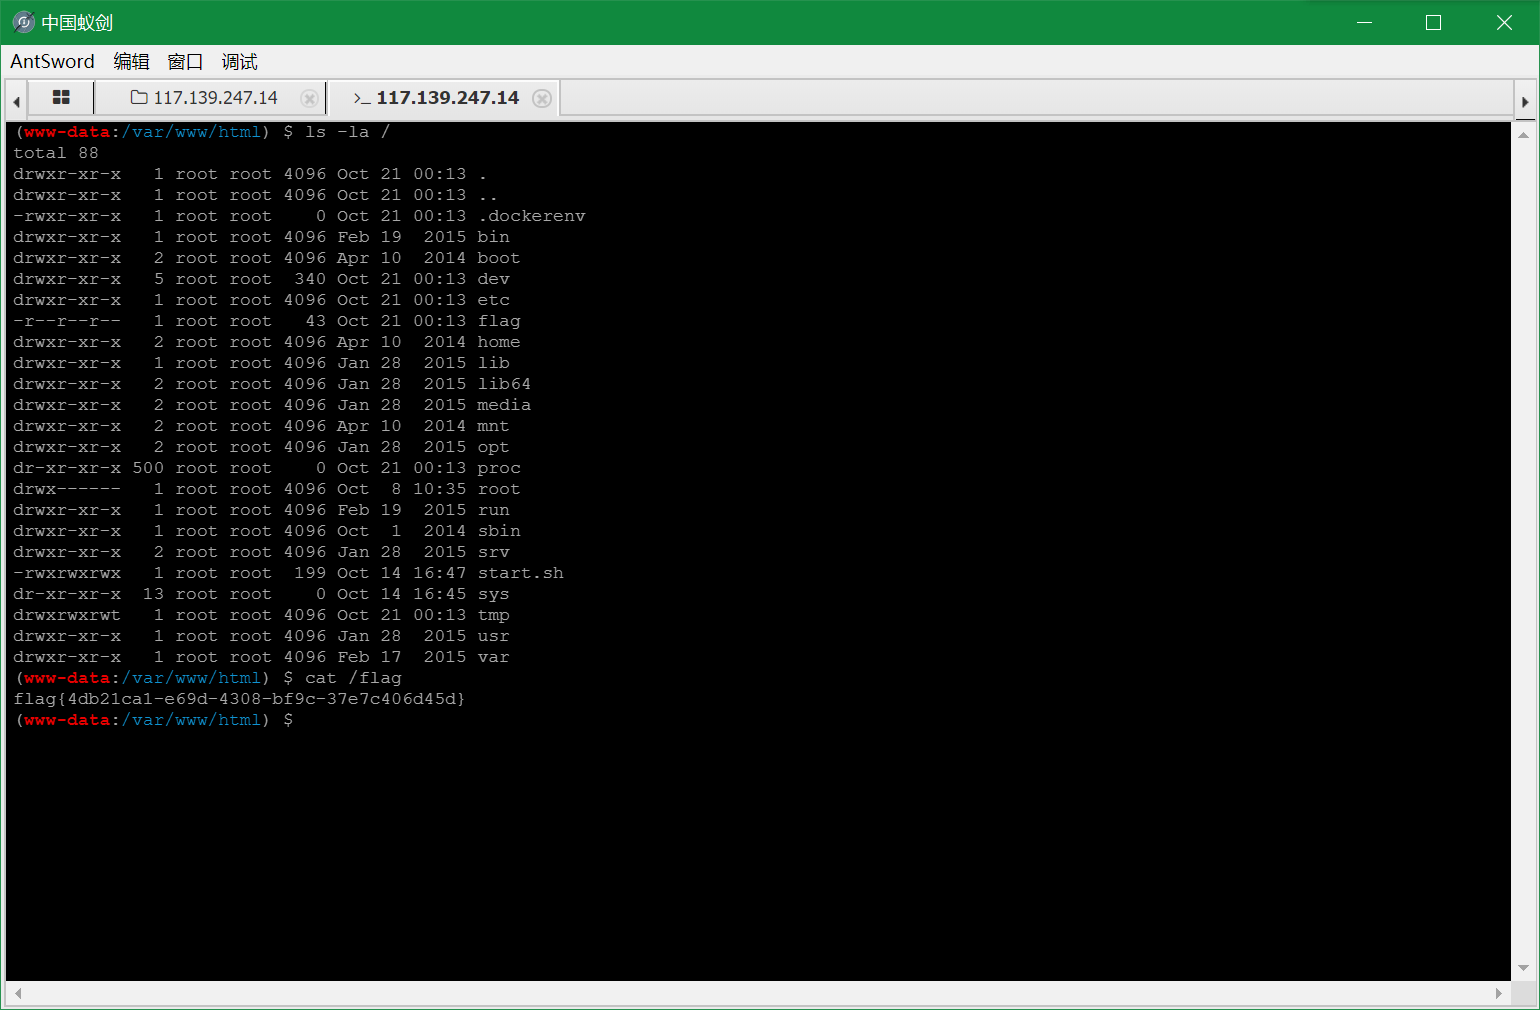 中国蚁剑
AntSword 编辑 窗口 调试
117.139.247.14 >_ 117.139.247.14
(www-data:/var/www/html) $ ls -la /
total 88
drwxr-xr-x   1 root root 4096 Oct 21 00:13 .
drwxr-xr-x   1 root root 4096 Oct 21 00:13 ..
-rwxr-xr-x   1 root root    0 Oct 21 00:13 .dockerenv
drwxr-xr-x   1 root root 4096 Feb 19  2015 bin
drwxr-xr-x   2 root root 4096 Apr 10  2014 boot
drwxr-xr-x   5 root root  340 Oct 21 00:13 dev
drwxr-xr-x   1 root root 4096 Oct 21 00:13 etc
-r--r--r--   1 root root   43 Oct 21 00:13 flag
drwxr-xr-x   2 root root 4096 Apr 10  2014 home
drwxr-xr-x   1 root root 4096 Jan 28  2015 lib
drwxr-xr-x   2 root root 4096 Jan 28  2015 lib64
drwxr-xr-x   2 root root 4096 Jan 28  2015 media
drwxr-xr-x   2 root root 4096 Apr 10  2014 mnt
drwxr-xr-x   2 root root 4096 Jan 28  2015 opt
dr-xr-xr-x 500 root root    0 Oct 21 00:13 proc
drwx------   1 root root 4096 Oct  8 10:35 root
drwxr-xr-x   1 root root 4096 Feb 19  2015 run
drwxr-xr-x   1 root root 4096 Oct  1  2014 sbin
drwxr-xr-x   2 root root 4096 Jan 28  2015 srv
-rwxrwxrwx   1 root root  199 Oct 14 16:47 start.sh
dr-xr-xr-x  13 root root    0 Oct 14 16:45 sys
drwxrwxrwt   1 root root 4096 Oct 21 00:13 tmp
drwxr-xr-x   1 root root 4096 Jan 28  2015 usr
drwxr-xr-x   1 root root 4096 Feb 17  2015 var
(www-data:/var/www/html) $ cat /flag
flag{4db21ca1-e69d-4308-bf9c-37e7c406d45d}
(www-data:/var/www/html) $